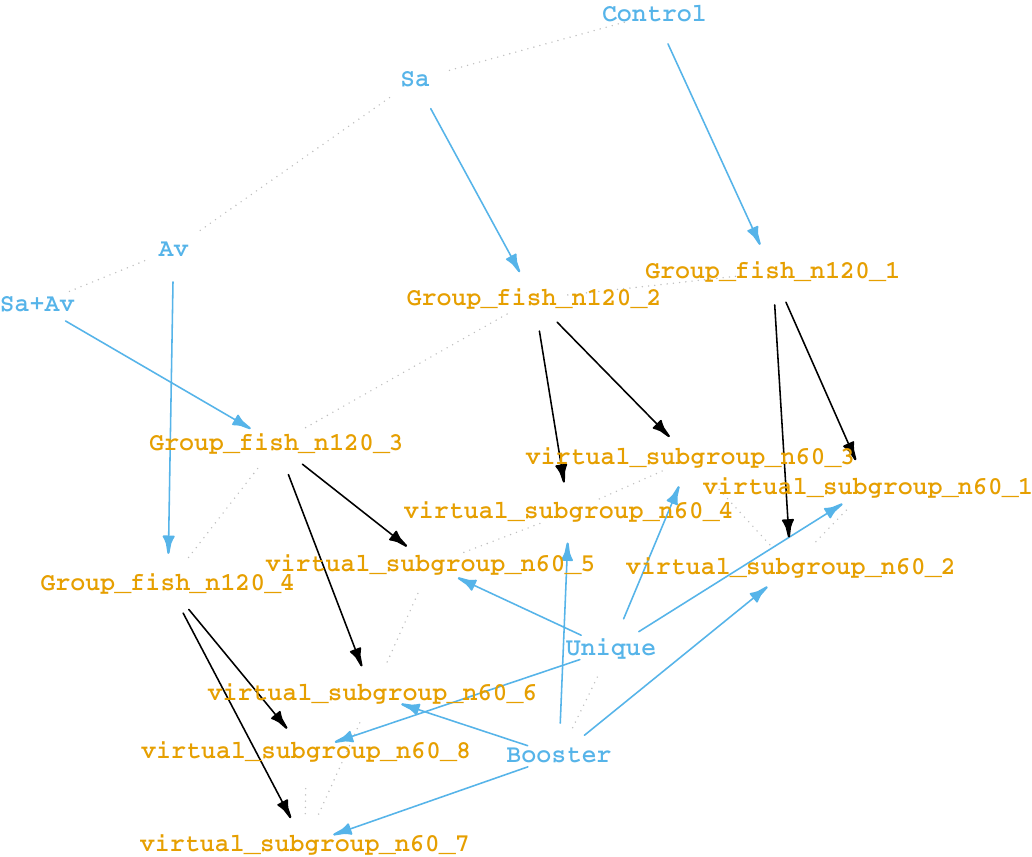 Control
Sa
Av
Group_fish_n120_1
Group_fish_n120_2
Sa+Av
Group_fish_n120_3
virtual_subgroup_n60_3
virtual_subgroup_n60_1
virtual_subgroup_n60_4
virtual_subgroup_n60_5
virtual_subgroup_n60_2
Group_fish_n120_4
Unique
virtual_subgroup_n60_6
virtual_subgroup_n60_8
Booster
virtual_subgroup_n60_7